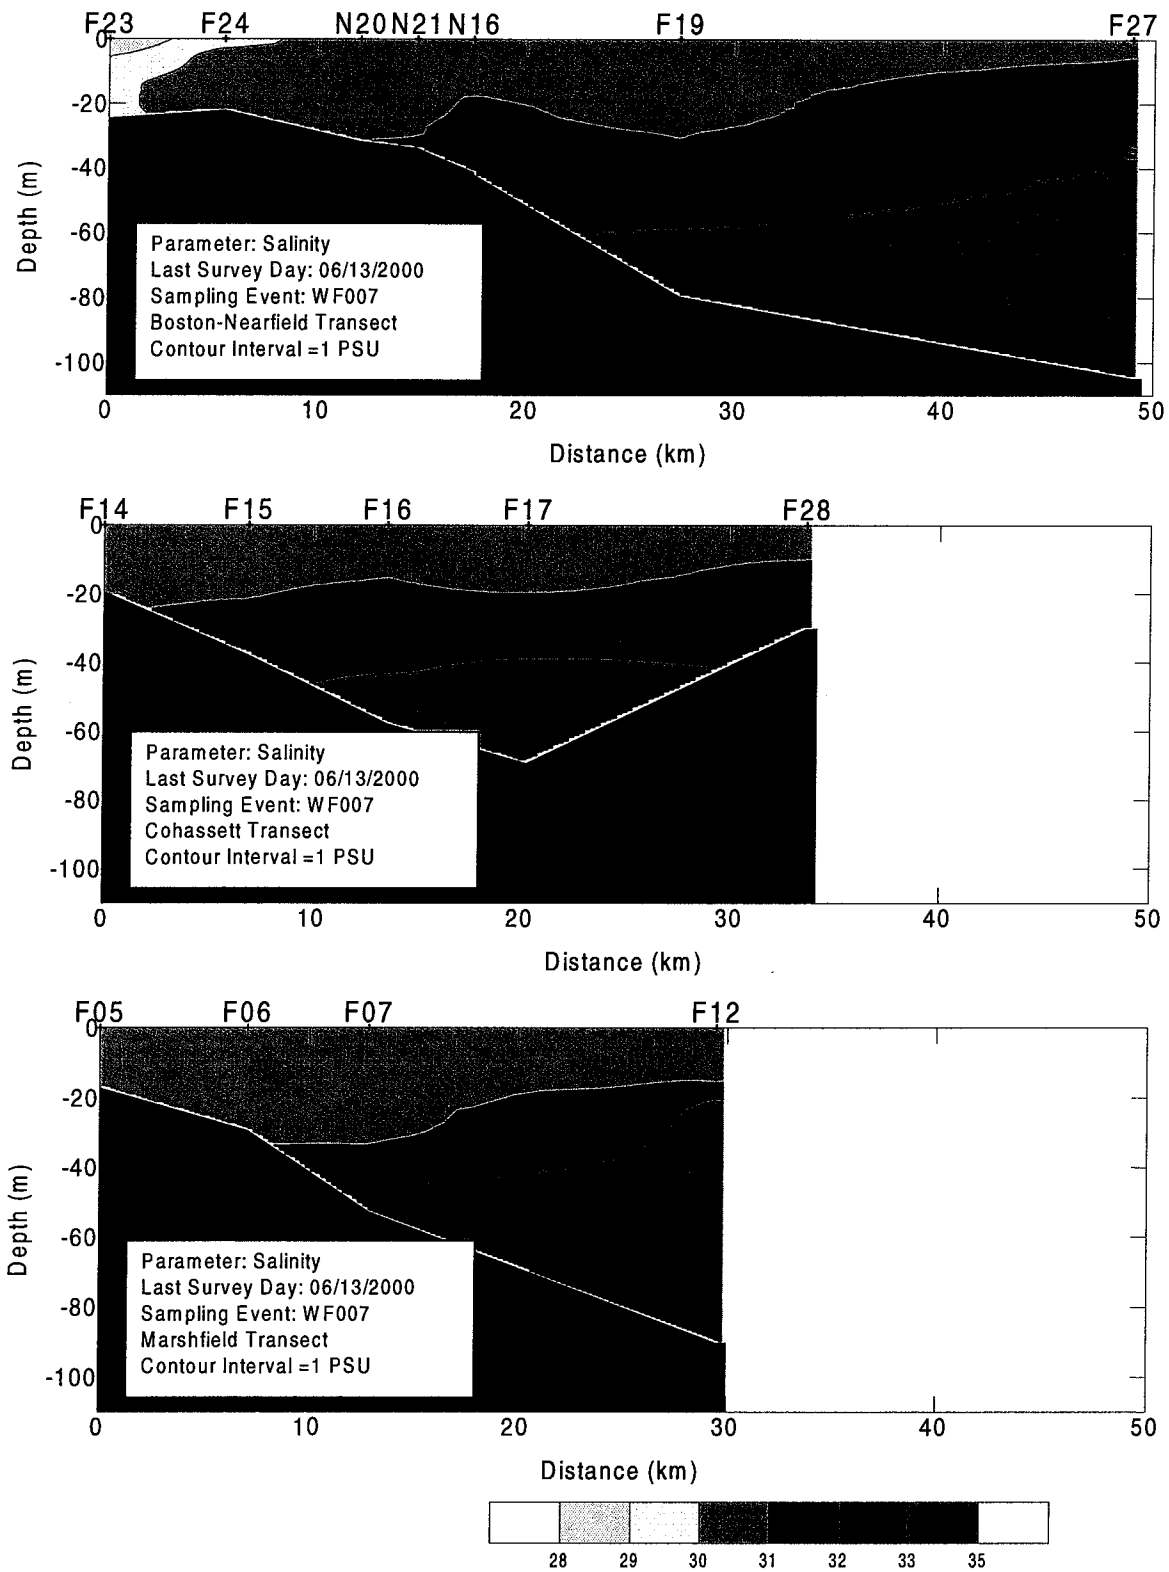 F23 F24 N20 N21 N16 F19 F27
0
-20
-40
-60
-80
-100
Depth (m)
Parameter: Salinity
Last Survey Day: 06/13/2000
Sampling Event: WF007
Boston-Nearfield Transect
Contour Interval =1 PSU
0 10 20 30 40 50
Distance (km)
F14 F15 F16 F17 F28
0
-20
-40
-60
-80
-100
Depth (m)
Parameter: Salinity
Last Survey Day: 06/13/2000
Sampling Event: WF007
Cohassett Transect
Contour Interval =1 PSU
0 10 20 30 40 50
Distance (km)
F05 F06 F07 F12
0
-20
-40
-60
-80
-100
Depth (m)
Parameter: Salinity
Last Survey Day: 06/13/2000
Sampling Event: WF007
Marshfield Transect
Contour Interval =1 PSU
0 10 20 30 40 50
Distance (km)
28 29 30 31 32 33 35